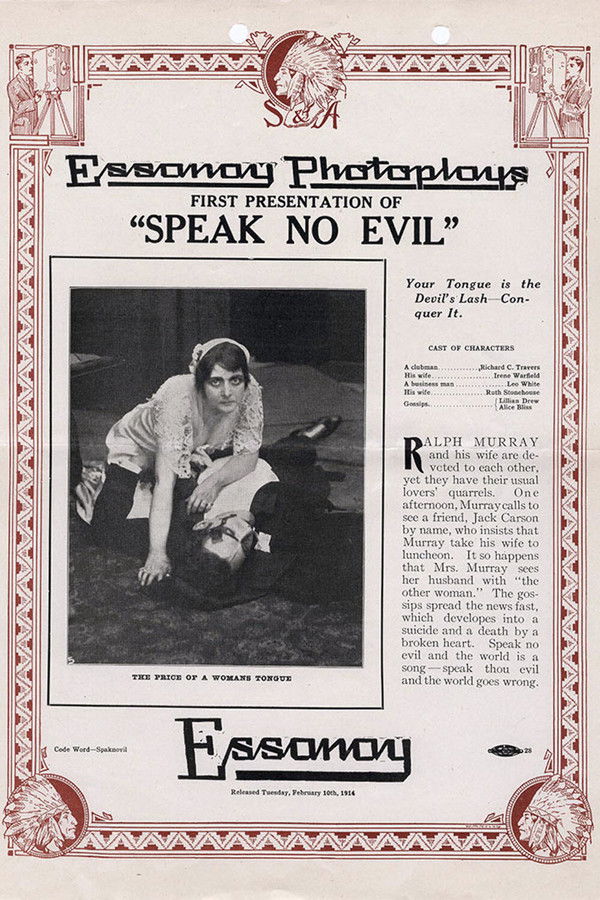 S & A
Essanay Photoplays
FIRST PRESENTATION OF
“SPEAK NO EVIL”
Your Tongue is the
Devil’s Lash—Con-
quer It.
CAST OF CHARACTERS
A clubman............Richard C. Travers
His wife....................Irene Warfield
A business man................Leo White
His wife..................Ruth Stonehouse
Gossips....................{Lillian Drew
Alice Bliss
RALPH MURRAY
and his wife are de-
voted to each other,
yet they have their usual
lovers’ quarrels. One
afternoon, Murray calls to
see a friend, Jack Carson
by name, who insists that
Murray take his wife to
luncheon. It so happens
that Mrs. Murray sees
her husband with “the
other woman.” The gos-
sips spread the news fast,
which developes into a
suicide and a death by a
broken heart. Speak no
evil and the world is a
song—speak thou evil
and the world goes wrong.
THE PRICE OF A WOMANS TONGUE
Essanay
Code Word—Spaknovil
28
Released Tuesday, February 10th, 1914